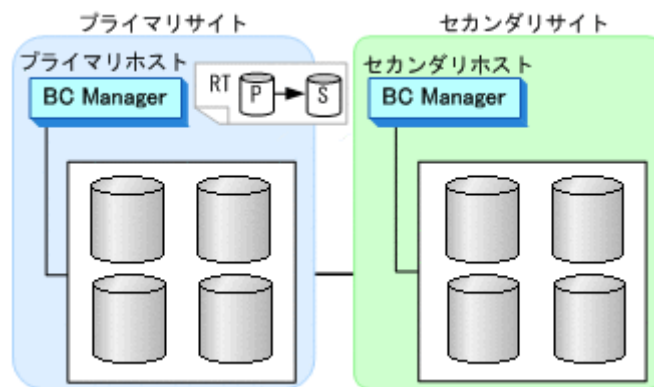 プライマリサイト
セカンダリサイト
プライマリホスト
BC Manager
RT P S
セカンダリホスト
BC Manager